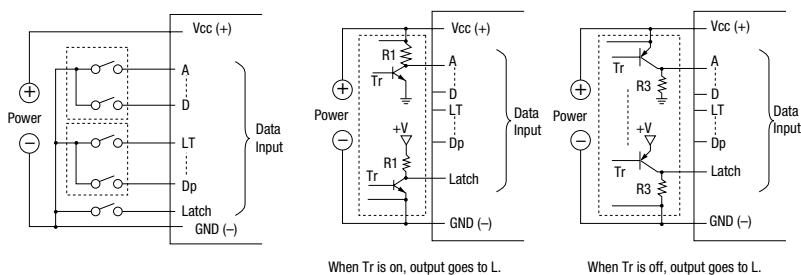 Vcc (+)
A
D
Power
LT
Data
Input
Dp
Latch
GND (–)
Vcc (+)
R1
A
Tr
D
LT
Power
+V
Data
Input
Dp
R1
Latch
Tr
GND (–)
When Tr is on, output goes to L.
Vcc (+)
A
Tr
R3
D
LT
Power
+V
Data
Input
Dp
Latch
Tr
R3
GND (–)
When Tr is off, output goes to L.